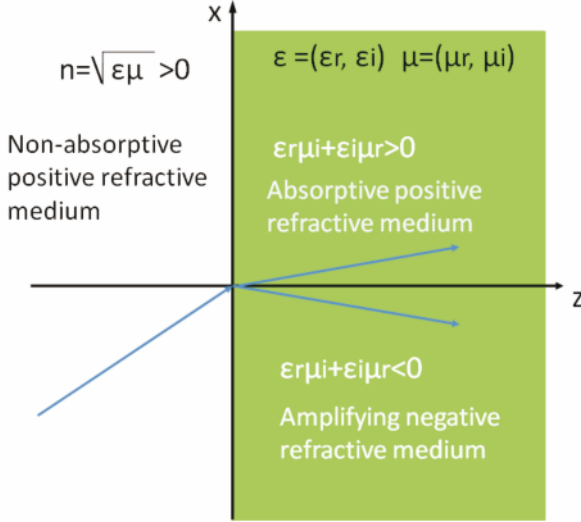 x
n=√εμ >0
ε =(εr, εi) μ=(μr, μi)
Non-absorptive
positive refractive
medium
εrμi+εiμr>0
Absorptive positive
refractive medium
z
εrμi+εiμr<0
Amplifying negative
refractive medium